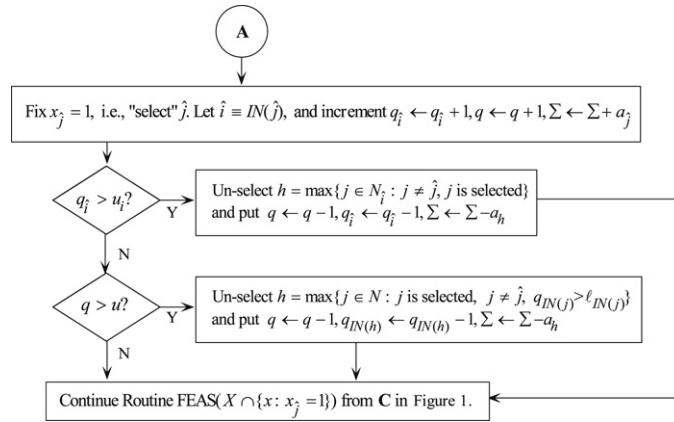 A
Fix x_ĵ = 1, i.e., "select" ĵ. Let î ≡ IN(ĵ), and increment q_î ← q_î + 1, q ← q + 1, Σ ← Σ + a_ĵ
q_î > u_i?
Y
Un-select h = max{j ∈ N_î : j ≠ ĵ, j is selected}
and put q ← q − 1, q_î ← q_î − 1, Σ ← Σ − a_h
N
q > u?
Y
Un-select h = max{j ∈ N : j is selected, j ≠ ĵ, q_IN(j) > ℓ_IN(j)}
and put q ← q − 1, q_IN(h) ← q_IN(h) − 1, Σ ← Σ − a_h
N
Continue Routine FEAS(X ∩ {x : x_ĵ = 1}) from C in Figure 1.